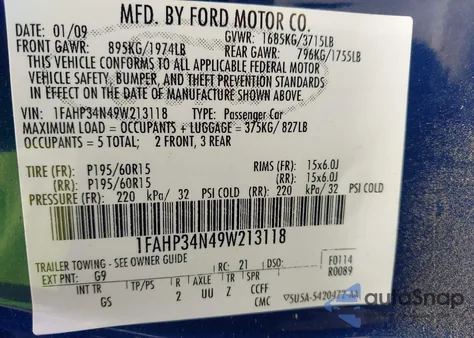 MFD. BY FORD MOTOR CO.
DATE: 01/09 GVWR: 1685KG/3715LB
FRONT GAWR: 895KG/1974LB REAR GAWR: 796KG/1755LB
THIS VEHICLE CONFORMS TO ALL APPLICABLE FEDERAL MOTOR
VEHICLE SAFETY, BUMPER, AND THEFT PREVENTION STANDARDS
IN EFFECT ON THE DATE OF MANUFACTURE SHOWN ABOVE.
VIN: 1FAHP34N49W213118 TYPE: Passenger Car
MAXIMUM LOAD = OCCUPANTS + LUGGAGE = 375KG/ 827LB
OCCUPANTS = 5 TOTAL; 2 FRONT, 3 REAR
TIRE (FR): P195/60R15 RIMS (FR): 15x6.0J
(RR): P195/60R15 (RR): 15x6.0J
PRESSURE (FR): 220 kPa/ 32 PSI COLD (RR): 220 kPa/ 32 PSI COLD
1FAHP34N49W213118
TRAILER TOWING - SEE OWNER GUIDE F0114
EXT PNT: G9 RC: 21 DSO: R0089
INT TR TP/PS R AXLE TR SPR
GS 2 UU Z CCFF
CMC 5U5A-5420472-AA
autoSnap